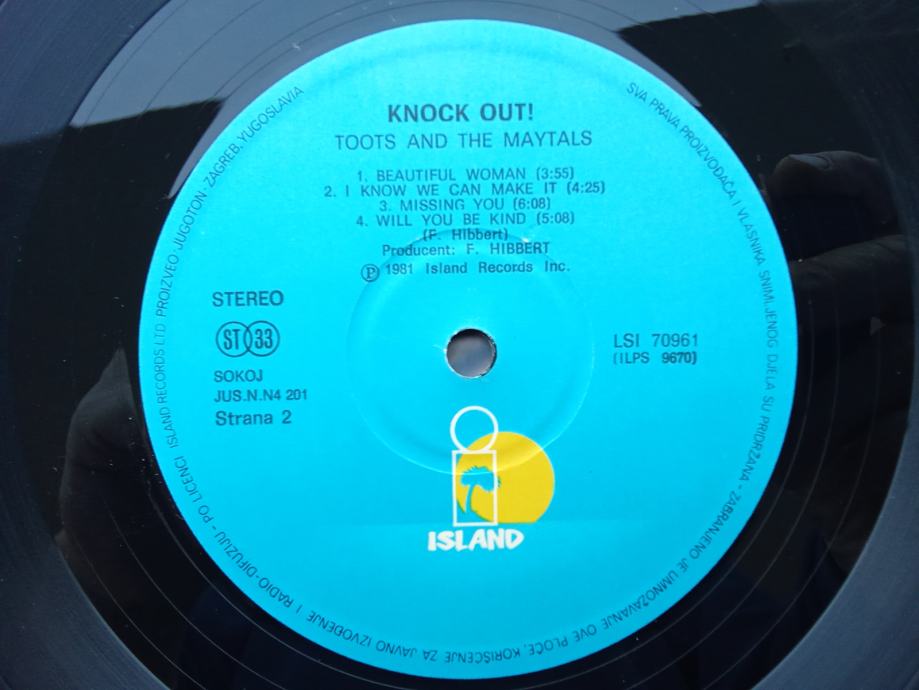 KNOCK OUT!
TOOTS AND THE MAYTALS
1. BEAUTIFUL WOMAN (3:55)
2. I KNOW WE CAN MAKE IT (4:25)
3. MISSING YOU (6:08)
4. WILL YOU BE KIND (5:08)
(F. Hibbert)
Producent: F. HIBBERT
Ⓟ 1981 Island Records Inc.
STEREO
ST 33
SOKOJ
JUS.N.N4 201
Strana 2
LSI 70961
(ILPS 9670)
ISLAND
SVA PRAVA PROIZVOĐAČA I VLASNIKA SNIMLJENOG DJELA SU PRIDRŽANA - ZABRANJENO JE UMNOŽAVANJE OVE PLOČE, KORIŠĆENJE ZA JAVNO IZVOĐENJE I RADIO-DIFUZIJU - PO LICENCI ISLAND RECORDS LTD PROIZVEO JUGOTON - ZAGREB, YUGOSLAVIA